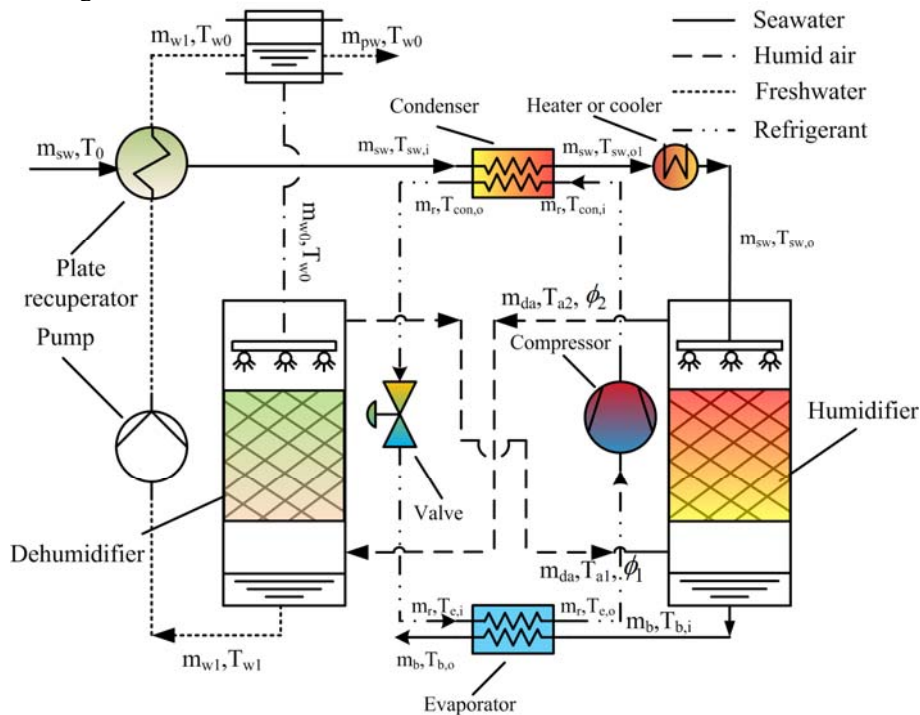 Seawater
m_w1,T_w0
m_pw,T_w0
Humid air
Condenser
Heater or cooler
Freshwater
Refrigerant
m_sw,T_0
m_sw,T_sw,i
m_sw,T_sw,o1
m_r,T_con,o
m_r,T_con,i
m_w0,T_w0
m_sw,T_sw,o
Plate
recuperator
m_da,T_a2, ϕ_2
Pump
Compressor
Humidifier
Valve
Dehumidifier
m_da,T_a1, ϕ_1
m_r,T_e,i
m_r,T_e,o
m_b,T_b,i
m_w1,T_w1
m_b,T_b,o
Evaporator